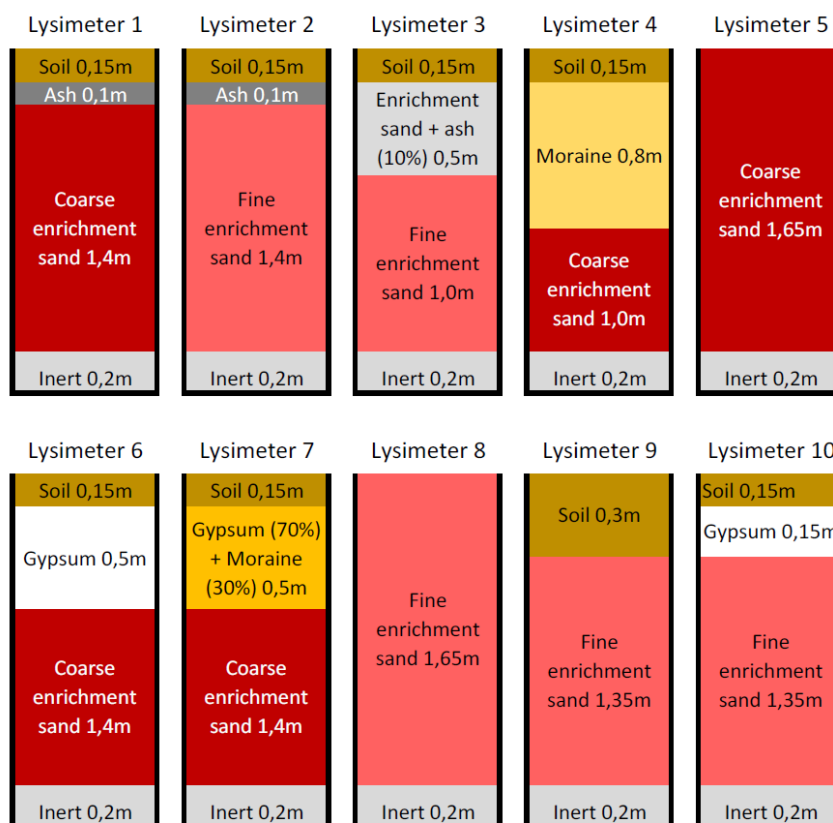 Lysimeter 1
Lysimeter 2
Lysimeter 3
Lysimeter 4
Lysimeter 5
Soil 0,15m
Ash 0,1m
Coarse
enrichment
sand 1,4m
Inert 0,2m
Soil 0,15m
Ash 0,1m
Fine
enrichment
sand 1,4m
Inert 0,2m
Soil 0,15m
Enrichment
sand + ash
(10%) 0,5m
Fine
enrichment
sand 1,0m
Inert 0,2m
Soil 0,15m
Moraine 0,8m
Coarse
enrichment
sand 1,0m
Inert 0,2m
Coarse
enrichment
sand 1,65m
Inert 0,2m
Lysimeter 6
Lysimeter 7
Lysimeter 8
Lysimeter 9
Lysimeter 10
Soil 0,15m
Gypsum 0,5m
Coarse
enrichment
sand 1,4m
Inert 0,2m
Soil 0,15m
Gypsum (70%)
+ Moraine
(30%) 0,5m
Coarse
enrichment
sand 1,4m
Inert 0,2m
Fine
enrichment
sand 1,65m
Inert 0,2m
Soil 0,3m
Fine
enrichment
sand 1,35m
Inert 0,2m
Soil 0,15m
Gypsum 0,15m
Fine
enrichment
sand 1,35m
Inert 0,2m